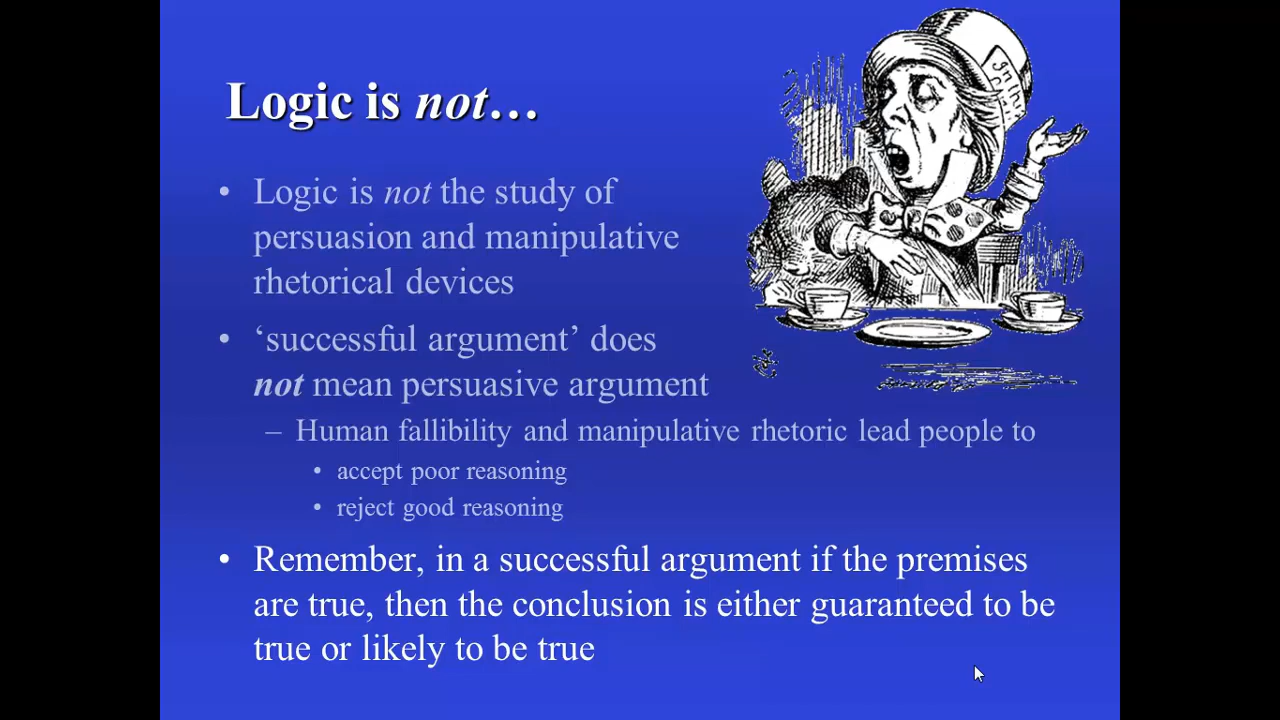 Logic is not…
• Logic is not the study of
persuasion and manipulative
rhetorical devices
• ‘successful argument’ does
not mean persuasive argument
– Human fallibility and manipulative rhetoric lead people to
• accept poor reasoning
• reject good reasoning
• Remember, in a successful argument if the premises
are true, then the conclusion is either guaranteed to be
true or likely to be true